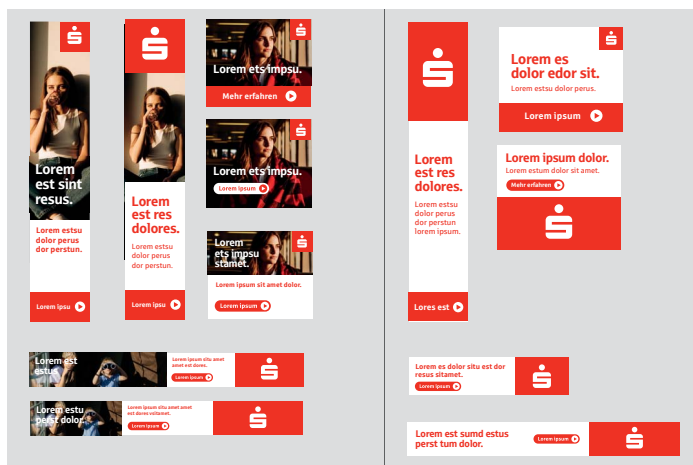 Lorem
est sint
resus.
Lorem estsu
dolor perus
dor perstun.
Lorem ipsu
Lorem
est res
dolores.
Lorem estsu
dolor perus
dor perstun.
Lorem ipsu
Lorem ets impsu.
Mehr erfahren
Lorem ets impsu.
Lorem ipsum
Lorem
ets impsu
stamet.
Lorem ipsum sit amet dolor.
Lorem ipsum
Lorem est
estus
Lorem ipsum situ amet
amet est dores.
Lorem ipsum
Lorem estu
perst dolor.
Lorem ipsum situ amet amet
est dores veitamet.
Lorem ipsum
Lorem
est res
dolores.
Lorem estsu
dolor perus
dor perstun
lorem ipsum.
Lores est
Lorem es
dolor edor sit.
Lorem estsu dolor perus.
Lorem ipsum
Lorem ipsum dolor.
Lorem estum dolor sit amet.
Mehr erfahren
Lorem es dolor situ est dor
resus sitamet.
Lorem ipsum
Lorem est sumd estus
perst tum dolor.
Lorem ipsum